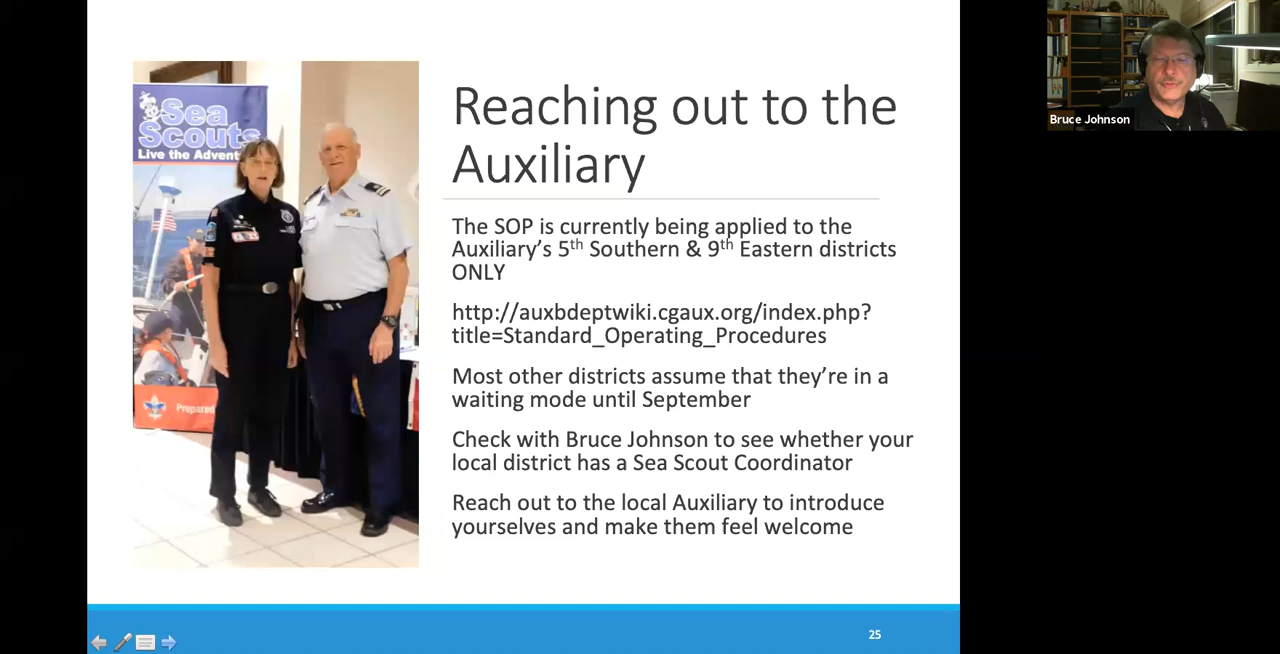 Sea
Scouts
Live the Advent
Prepared
Reaching out to the
Auxiliary
The SOP is currently being applied to the
Auxiliary’s 5th Southern & 9th Eastern districts
ONLY
http://auxbdeptwiki.cgaux.org/index.php?
title=Standard_Operating_Procedures
Most other districts assume that they’re in a
waiting mode until September
Check with Bruce Johnson to see whether your
local district has a Sea Scout Coordinator
Reach out to the local Auxiliary to introduce
yourselves and make them feel welcome
25
Bruce Johnson